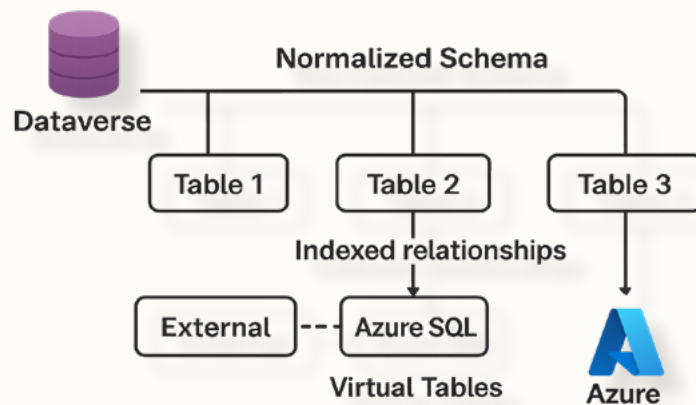 Normalized Schema
Dataverse
Table 1
Table 2
Table 3
Indexed relationships
External
Azure SQL
Virtual Tables
Azure